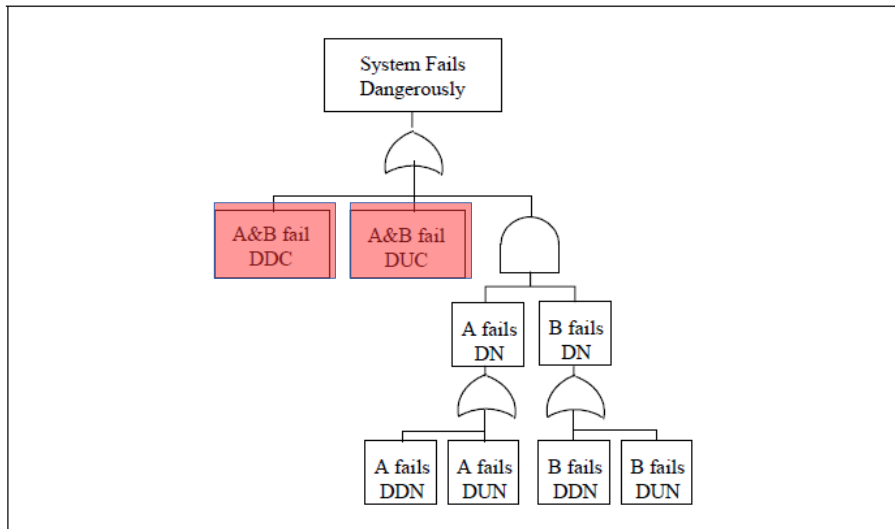 System Fails
Dangerously
A&B fail
DDC
A&B fail
DUC
A fails
DN
B fails
DN
A fails
DDN
A fails
DUN
B fails
DDN
B fails
DUN